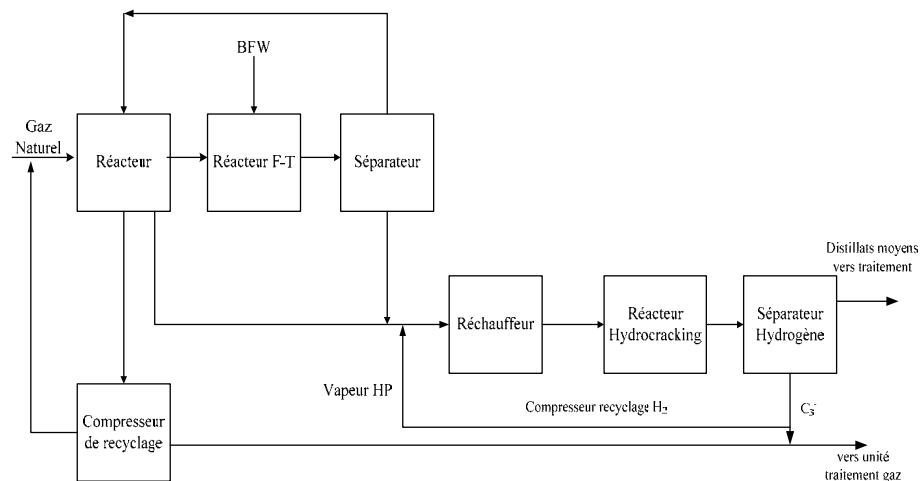 BFW
Gaz
Naturel
Réacteur
Réacteur F-T
Séparateur
Distillats moyens
vers traitement
Réchauffeur
Réacteur
Hydrocracking
Séparateur
Hydrogène
Vapeur HP
Compresseur recyclage H₂
C₃⁻
Compresseur
de recyclage
vers unité
traitement gaz